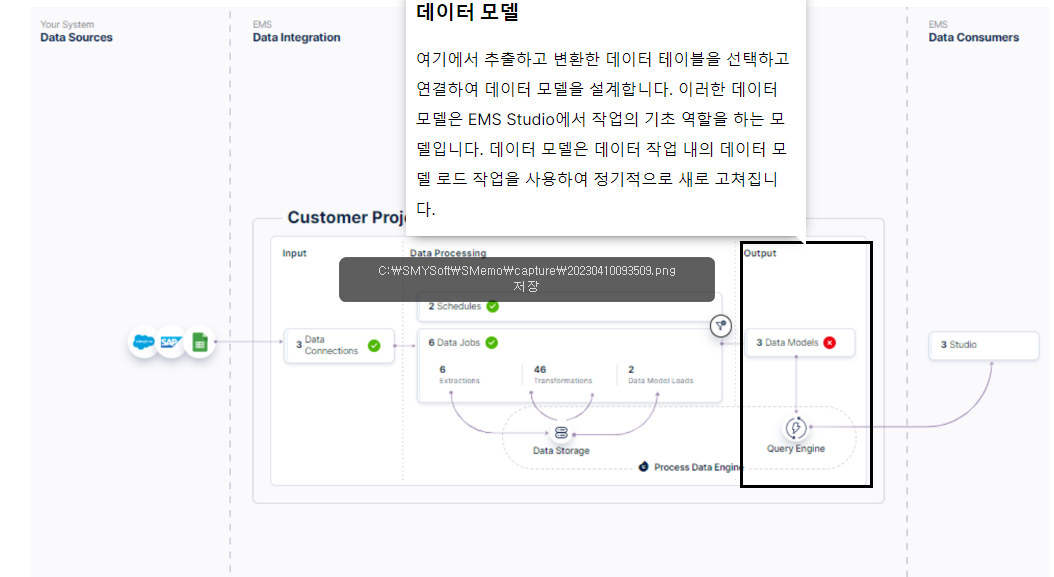 Your System
Data Sources
EMS
Data Integration
EMS
Data Consumers
데이터 모델
여기에서 추출하고 변환한 데이터 테이블을 선택하고
연결하여 데이터 모델을 설계합니다. 이러한 데이터
모델은 EMS Studio에서 작업의 기초 역할을 하는 모
델입니다. 데이터 모델은 데이터 작업 내의 데이터 모
델 로드 작업을 사용하여 정기적으로 새로 고쳐집니
다.
Customer Proj
Input
Data Processing
Output
C:\SMYSoft\SMemo\capture\20230410093509.png
저장
2 Schedules
SAP
3 Data
Connections
6 Data Jobs
6
Extractions
46
Transformations
2
Data Model Loads
3 Data Models
3 Studio
Data Storage
Query Engine
Process Data Engine